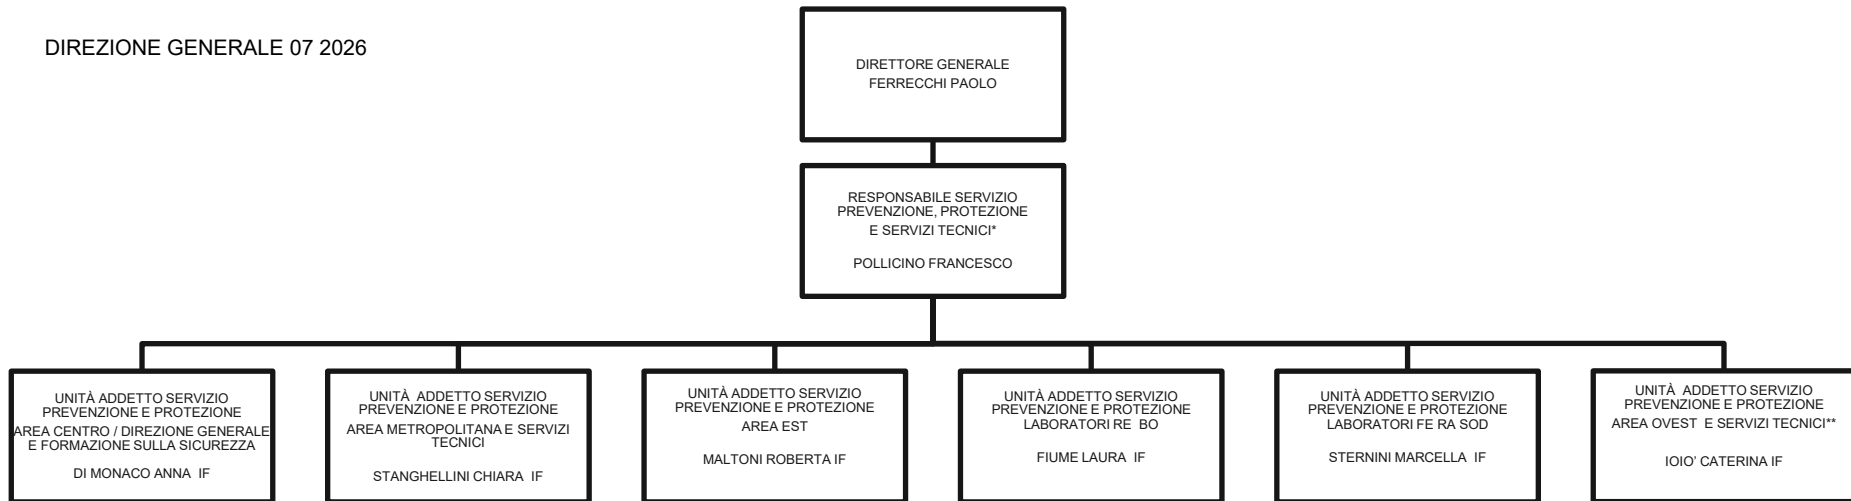 DIREZIONE GENERALE 07 2026
DIRETTORE GENERALE
FERRECCHI PAOLO
RESPONSABILE SERVIZIO
PREVENZIONE, PROTEZIONE
E SERVIZI TECNICI*
POLLICINO FRANCESCO
UNITÀ ADDETTO SERVIZIO
PREVENZIONE E PROTEZIONE
AREA CENTRO / DIREZIONE GENERALE
E FORMAZIONE SULLA SICUREZZA
DI MONACO ANNA IF
UNITÀ ADDETTO SERVIZIO
PREVENZIONE E PROTEZIONE
AREA METROPOLITANA E SERVIZI
TECNICI
STANGHELLINI CHIARA IF
UNITÀ ADDETTO SERVIZIO
PREVENZIONE E PROTEZIONE
AREA EST
MALTONI ROBERTA IF
UNITÀ ADDETTO SERVIZIO
PREVENZIONE E PROTEZIONE
LABORATORI RE BO
FIUME LAURA IF
UNITÀ ADDETTO SERVIZIO
PREVENZIONE E PROTEZIONE
LABORATORI FE RA SOD
STERNINI MARCELLA IF
UNITÀ ADDETTO SERVIZIO
PREVENZIONE E PROTEZIONE
AREA OVEST E SERVIZI TECNICI**
IOIO' CATERINA IF